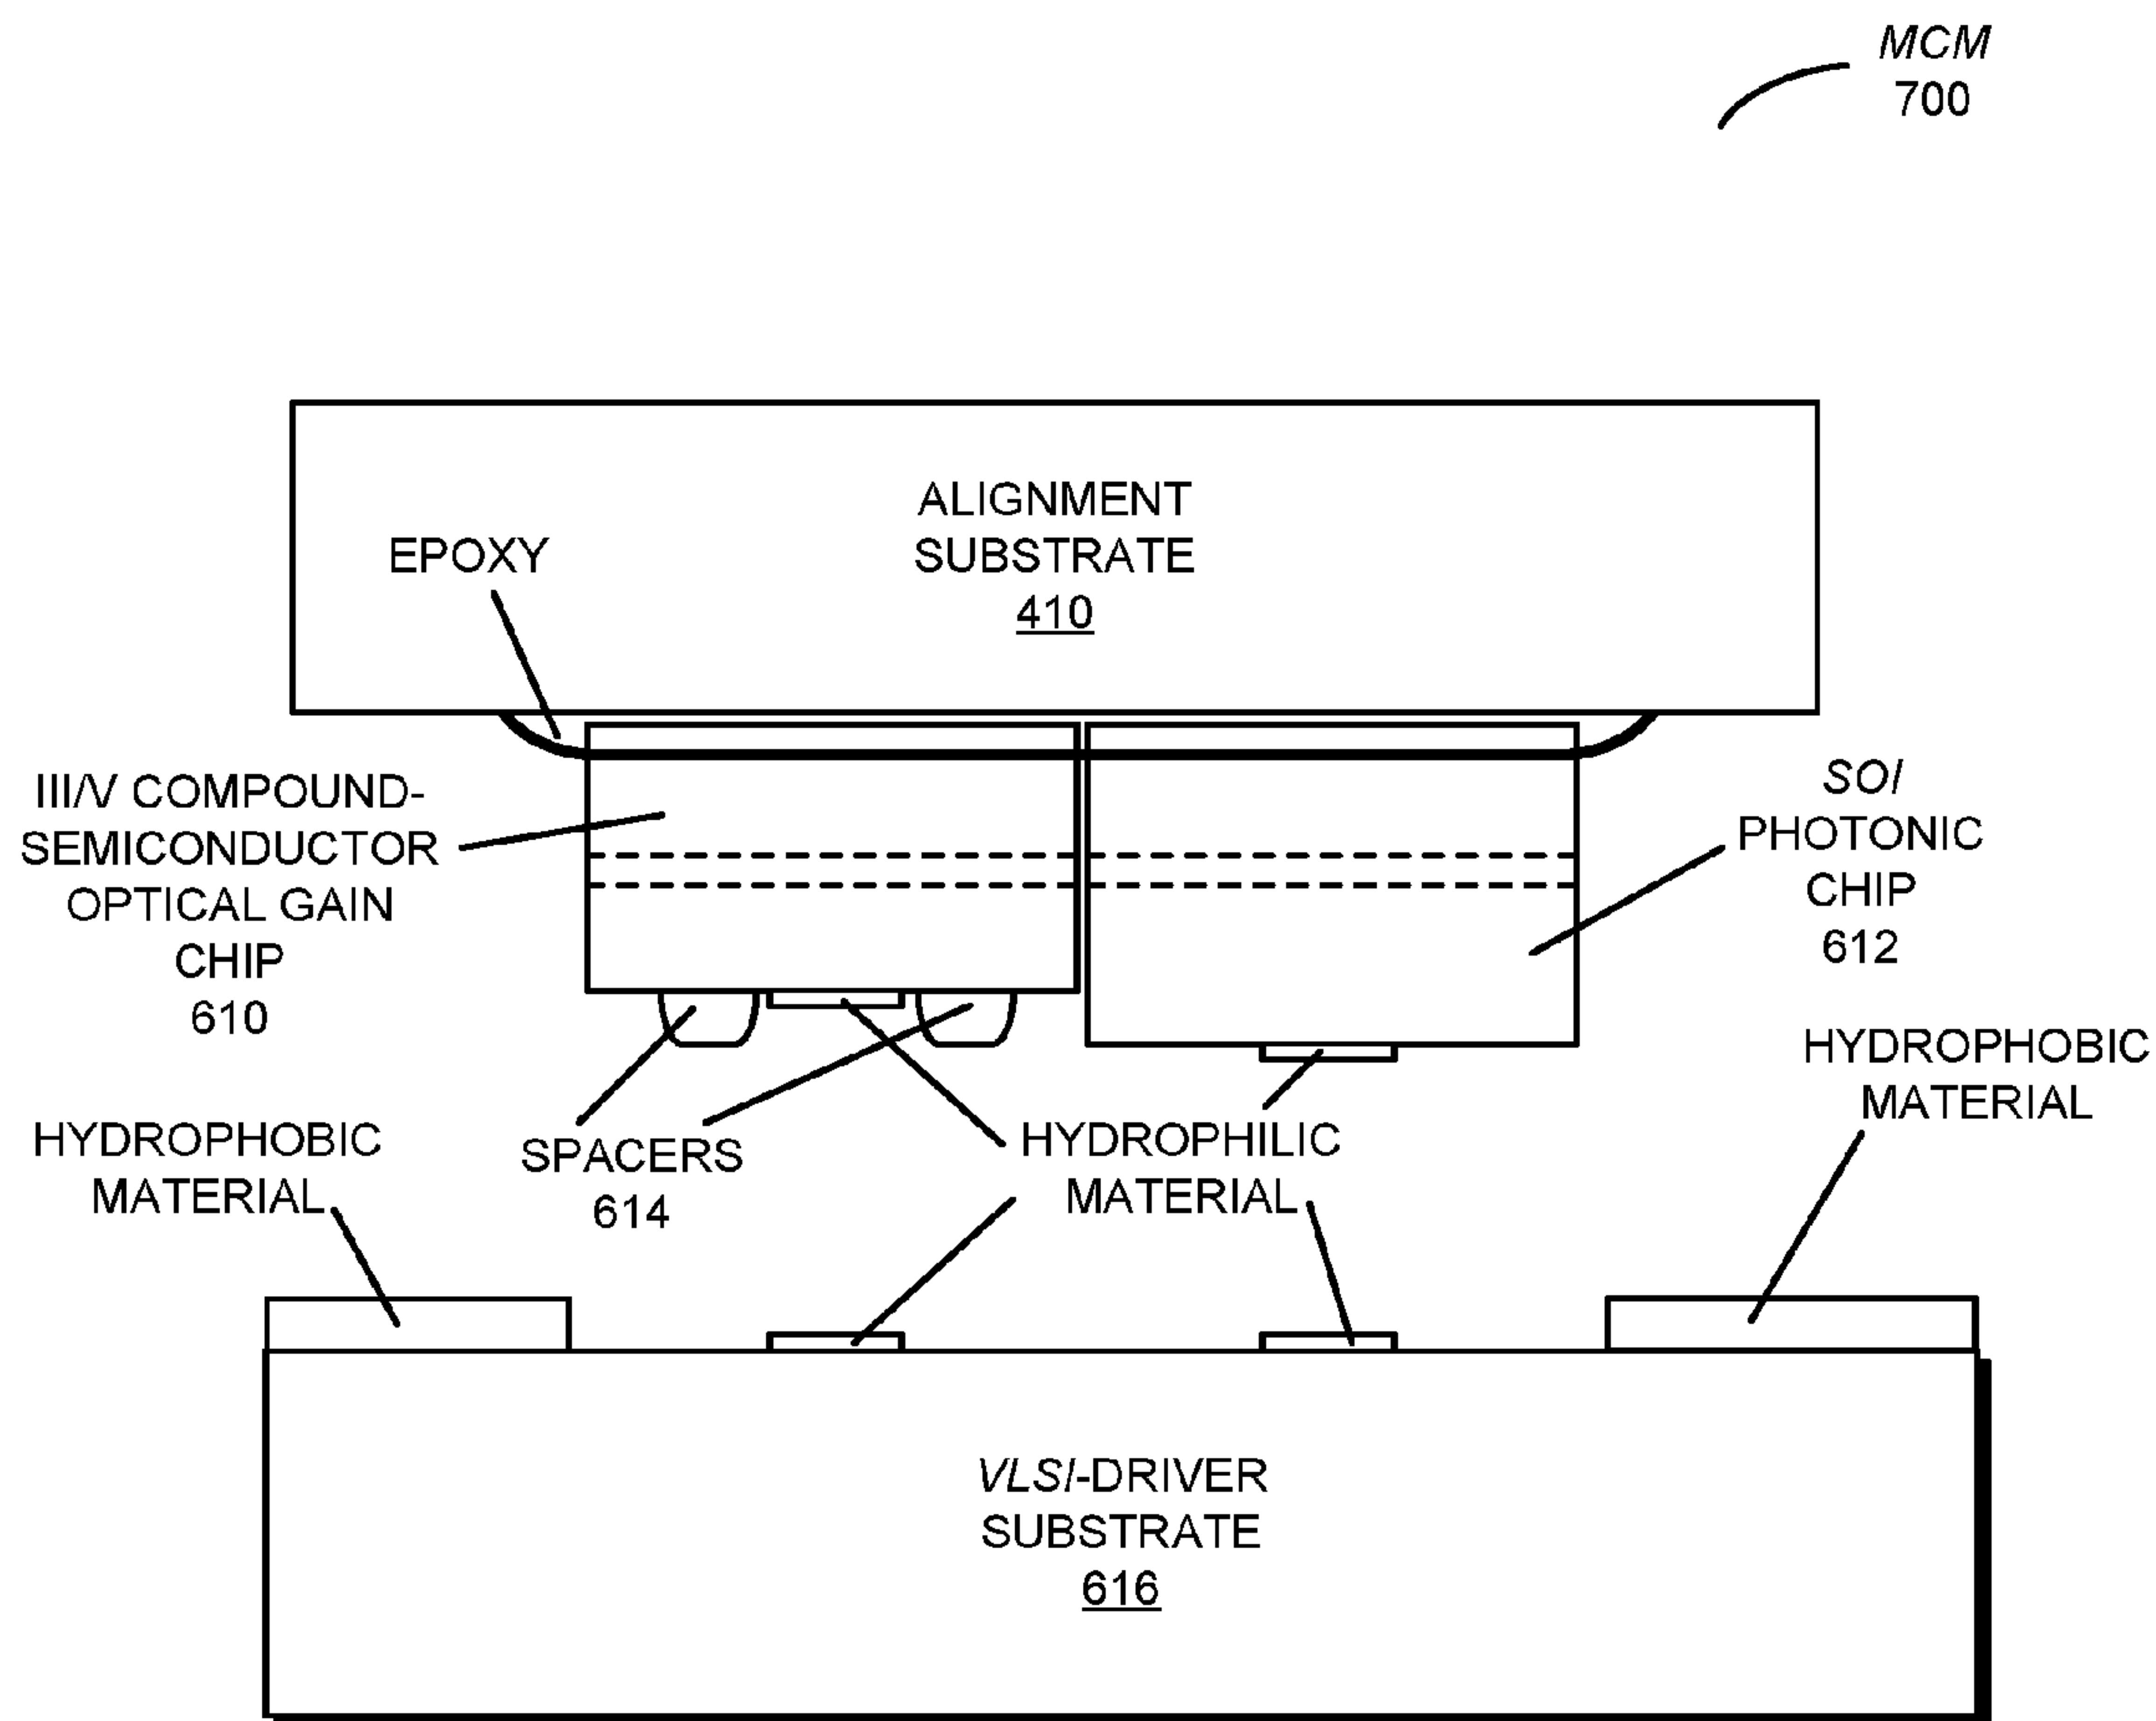 MCM
700
ALIGNMENT
SUBSTRATE
410
EPOXY
III/V COMPOUND-
SEMICONDUCTOR
OPTICAL GAIN
CHIP
610
SOI
PHOTONIC
CHIP
612
HYDROPHOBIC
MATERIAL
SPACERS
614
HYDROPHILIC
MATERIAL
HYDROPHOBIC
MATERIAL
VLSI-DRIVER
SUBSTRATE
616